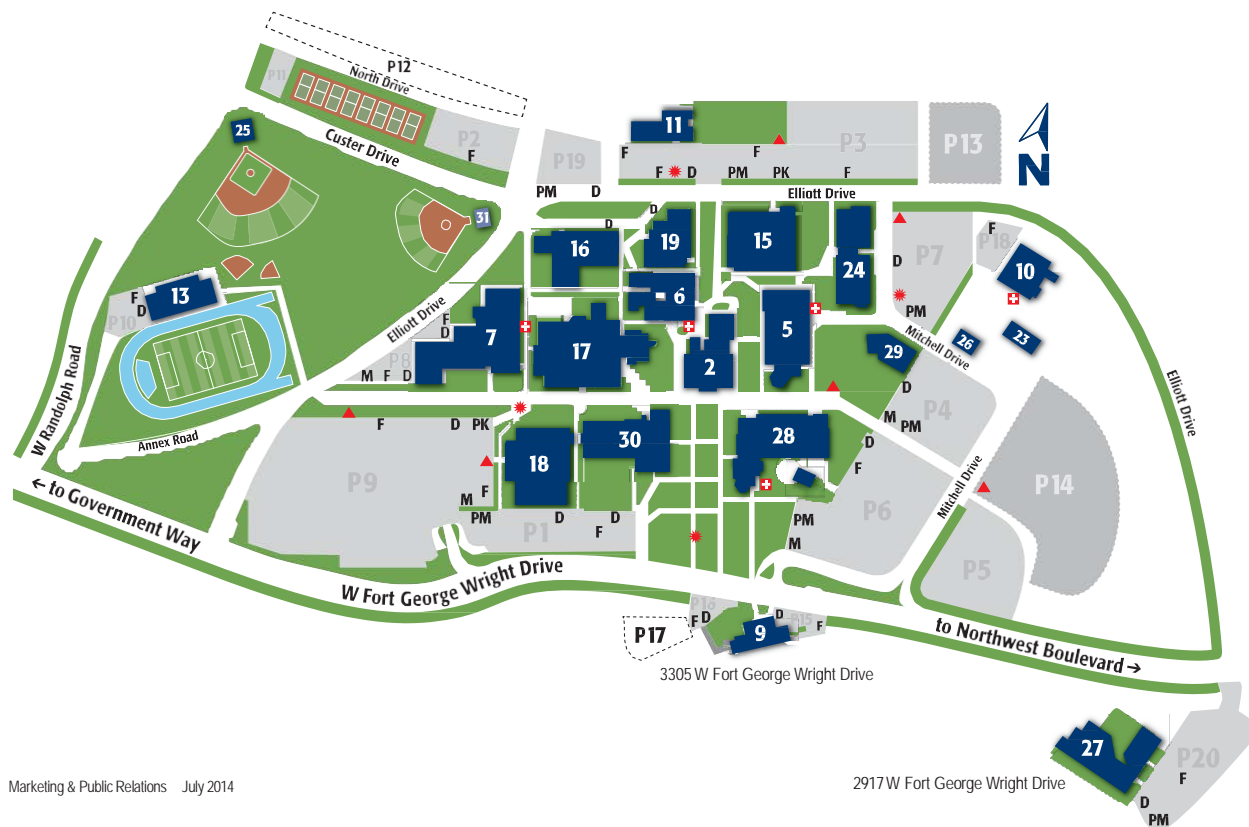 P12
North Drive
P11
P2
F
25
Custer Drive
11
F
F
D
PM
PK
F
P3
P13
N
P19
PM
D
Elliott Drive
31
D
D
16
19
15
24
P7
D
PM
F
P18
10
6
5
29
Mitchell Drive
26
23
13
F
D
P10
Elliott Drive
F
D
P8
M F D
7
17
2
D
M
PM
P4
Elliott Drive
W Randolph Road
Annex Road
F
D PK
18
30
28
D
F
P6
Mitchell Drive
P14
P9
F
M
PM
D
D
F
P1
PM
M
P5
← to Government Way
W Fort George Wright Drive
P16
F D
P17
9
D
P15
F
to Northwest Boulevard →
3305 W Fort George Wright Drive
27
P20
F
D
PM
2917 W Fort George Wright Drive
Marketing & Public Relations July 2014